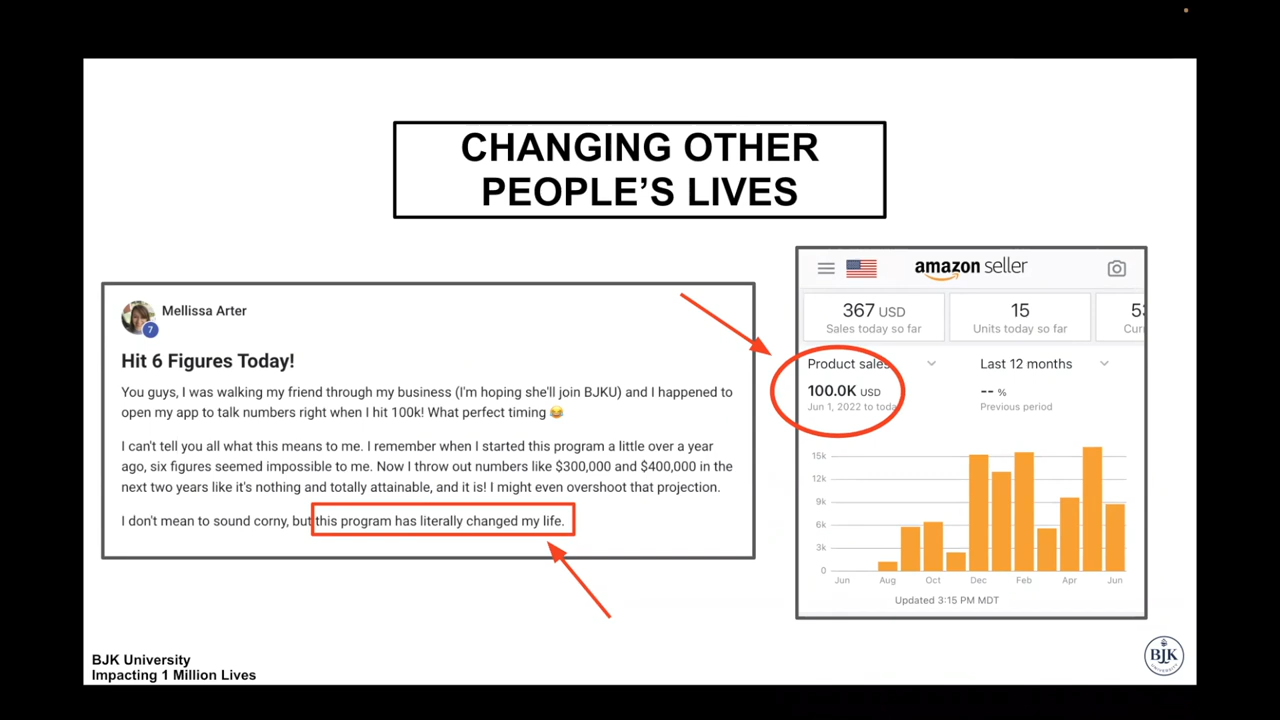 CHANGING OTHER
PEOPLE'S LIVES
Mellissa Arter
7
Hit 6 Figures Today!
You guys, I was walking my friend through my business (I'm hoping she'll join BJKU) and I happened to
open my app to talk numbers right when I hit 100k! What perfect timing 😂
I can't tell you all what this means to me. I remember when I started this program a little over a year
ago, six figures seemed impossible to me. Now I throw out numbers like $300,000 and $400,000 in the
next two years like it's nothing and totally attainable, and it is! I might even overshoot that projection.
I don't mean to sound corny, but this program has literally changed my life.
amazon seller
367 USD
Sales today so far
15
Units today so far
Product sales
Last 12 months
100.0K USD
-- %
Jun 1, 2022 to today
Previous period
15k
12k
9k
6k
3k
0
Jun Aug Oct Dec Feb Apr Jun
Updated 3:15 PM MDT
BJK University
Impacting 1 Million Lives
BJK
UNIVERSITY